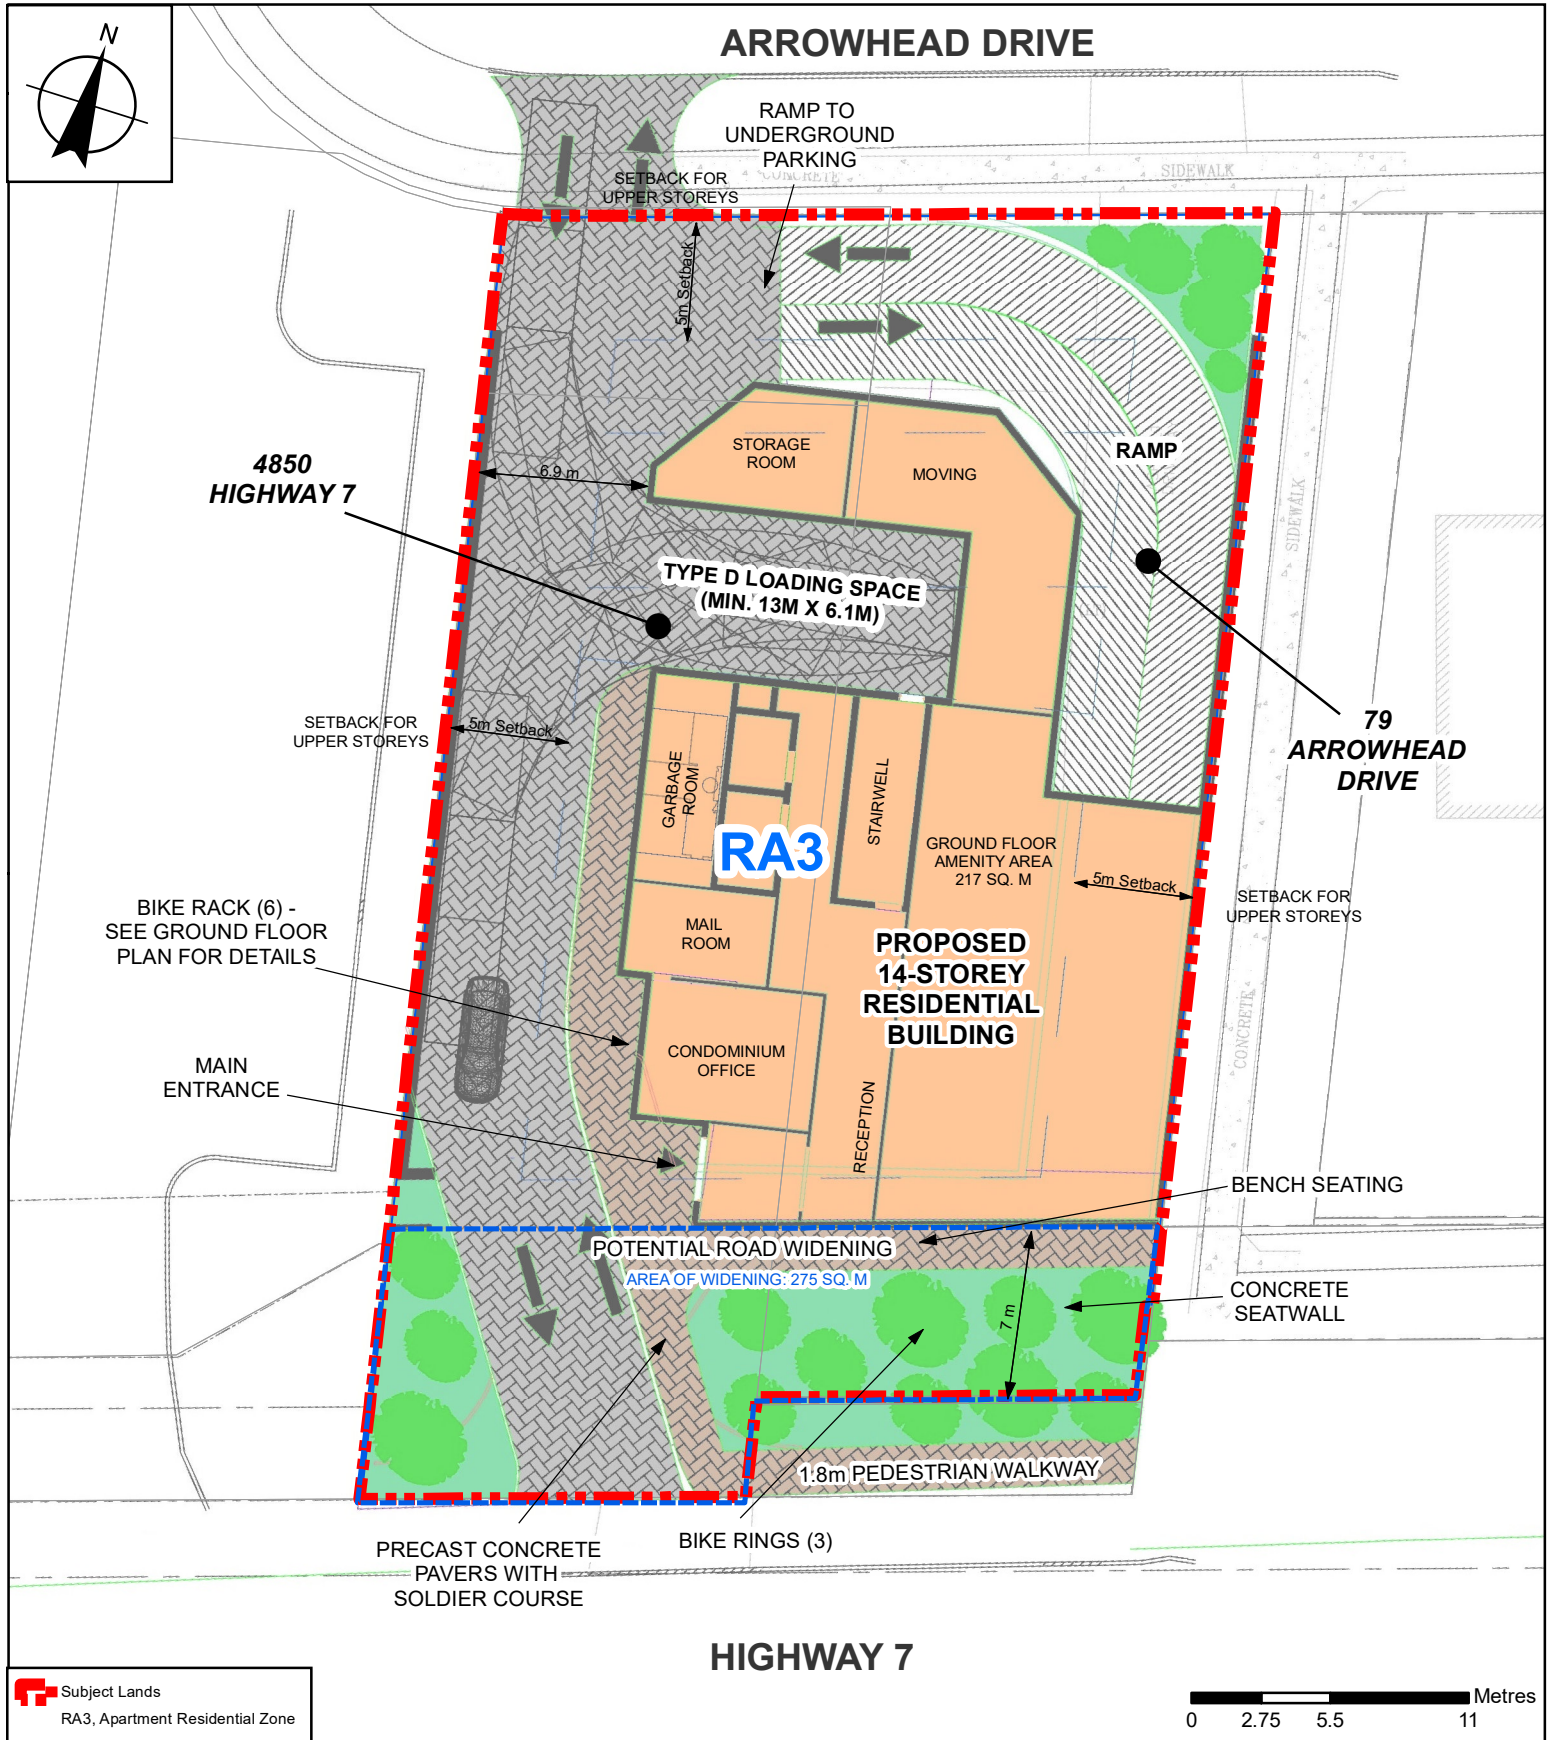 N
ARROWHEAD DRIVE
RAMP TO
UNDERGROUND
PARKING
CONCRETE
SIDEWALK
SETBACK FOR
UPPER STOREYS
5m Setback
STORAGE
ROOM
MOVING
RAMP
4850
HIGHWAY 7
6.9 m
SIDEWALK
TYPE D LOADING SPACE
(MIN. 13M X 6.1M)
SETBACK FOR
UPPER STOREYS
5m Setback
79
ARROWHEAD
DRIVE
GARBAGE
ROOM
STAIRWELL
RA3
GROUND FLOOR
AMENITY AREA
217 SQ. M
5m Setback
SETBACK FOR
UPPER STOREYS
BIKE RACK (6) -
SEE GROUND FLOOR
PLAN FOR DETAILS
MAIL
ROOM
PROPOSED
14-STOREY
RESIDENTIAL
BUILDING
CONCRETE
MAIN
ENTRANCE
CONDOMINIUM
OFFICE
RECEPTION
BENCH SEATING
POTENTIAL ROAD WIDENING
AREA OF WIDENING: 275 SQ. M
7 m
CONCRETE
SEATWALL
1.8m PEDESTRIAN WALKWAY
PRECAST CONCRETE
PAVERS WITH
SOLDIER COURSE
BIKE RINGS (3)
HIGHWAY 7
Subject Lands
RA3, Apartment Residential Zone
Metres
0 2.75 5.5 11